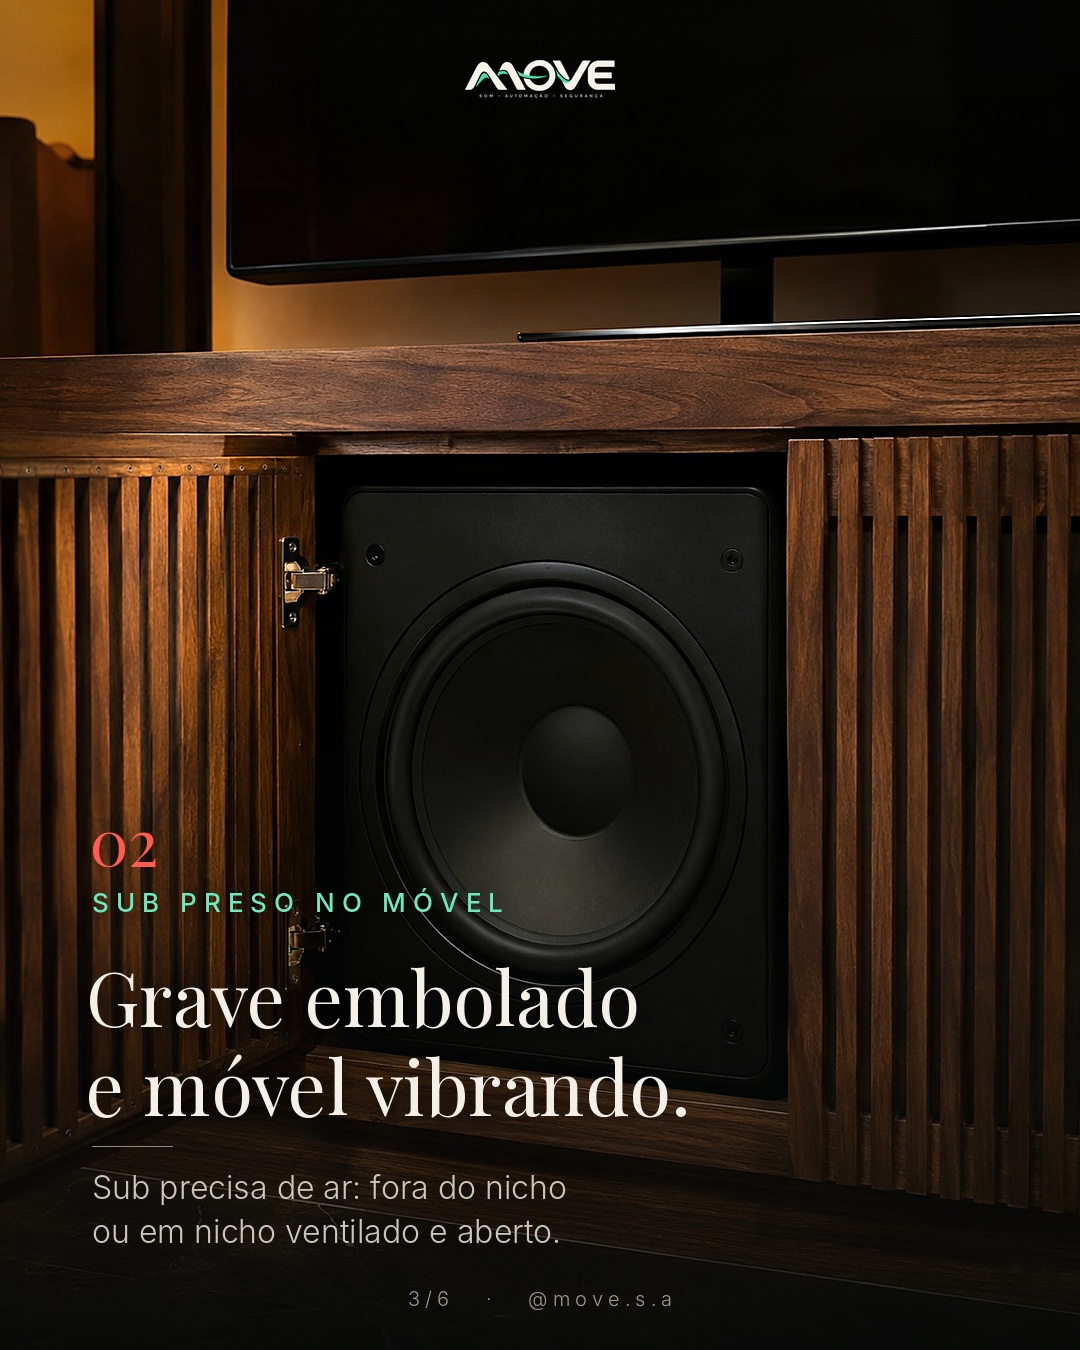 MOVE
SOM • AUTOMAÇÃO • SEGURANÇA
02
SUB PRESO NO MÓVEL
Grave embolado
e móvel vibrando.
Sub precisa de ar: fora do nicho
ou em nicho ventilado e aberto.
3/6 · @move.s.a